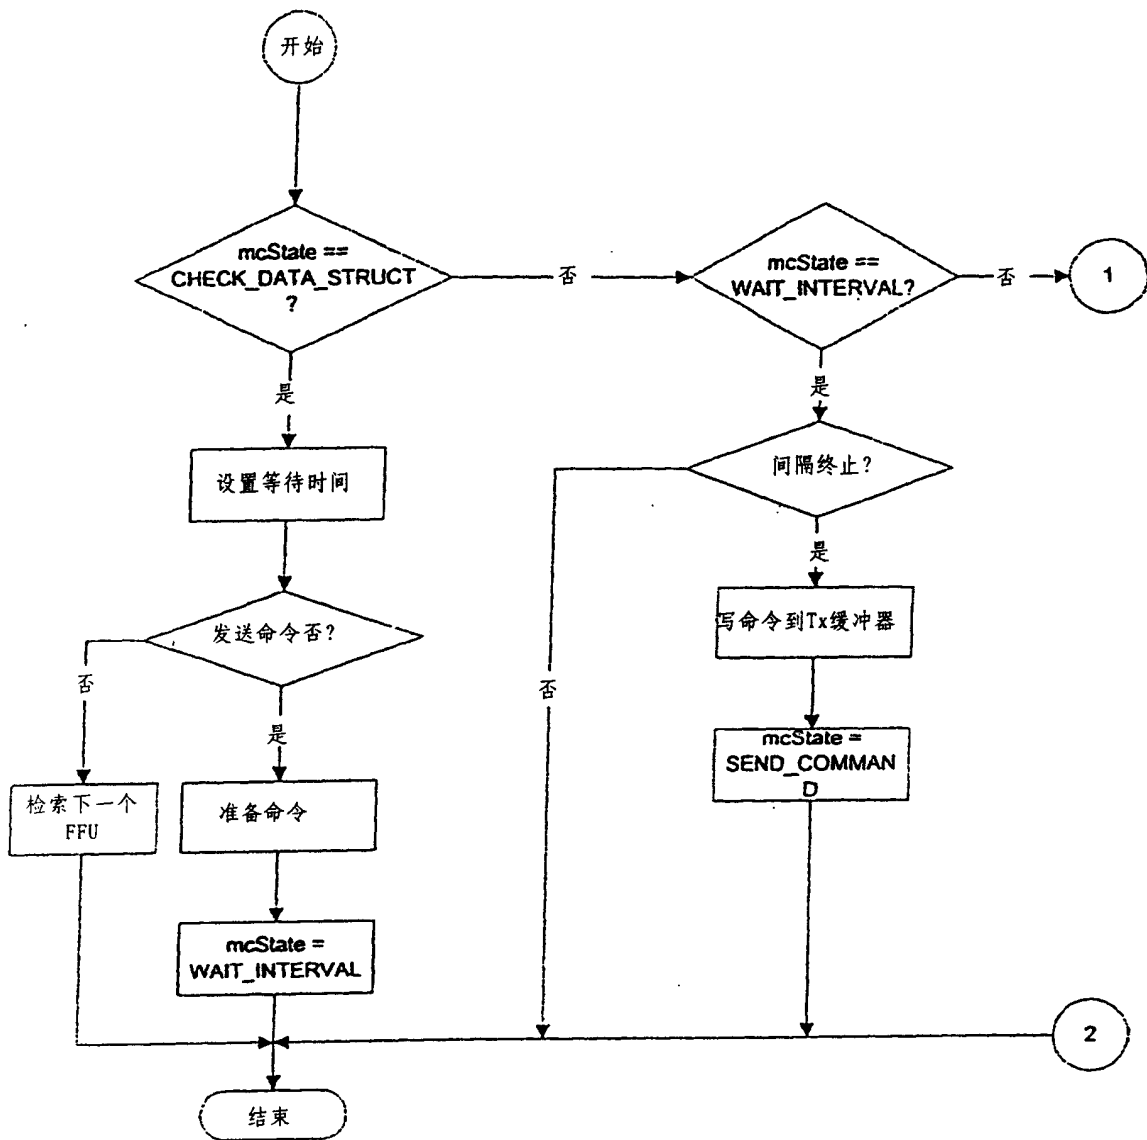 开始
mcState ==
CHECK_DATA_STRUCT
?
否
mcState ==
WAIT_INTERVAL?
否
1
是
是
设置等待时间
间隔终止?
是
发送命令否?
写命令到Tx缓冲器
否
否
是
mcState =
SEND_COMMAN
D
检索下一个
FFU
准备命令
mcState =
WAIT_INTERVAL
2
结束